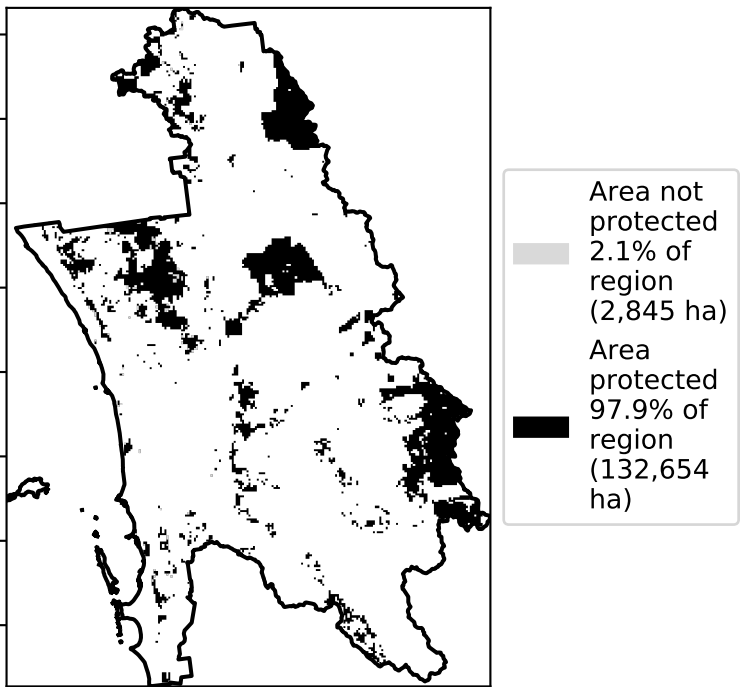 Area not
protected
2.1% of
region
(2,845 ha)
Area
protected
97.9% of
region
(132,654
ha)